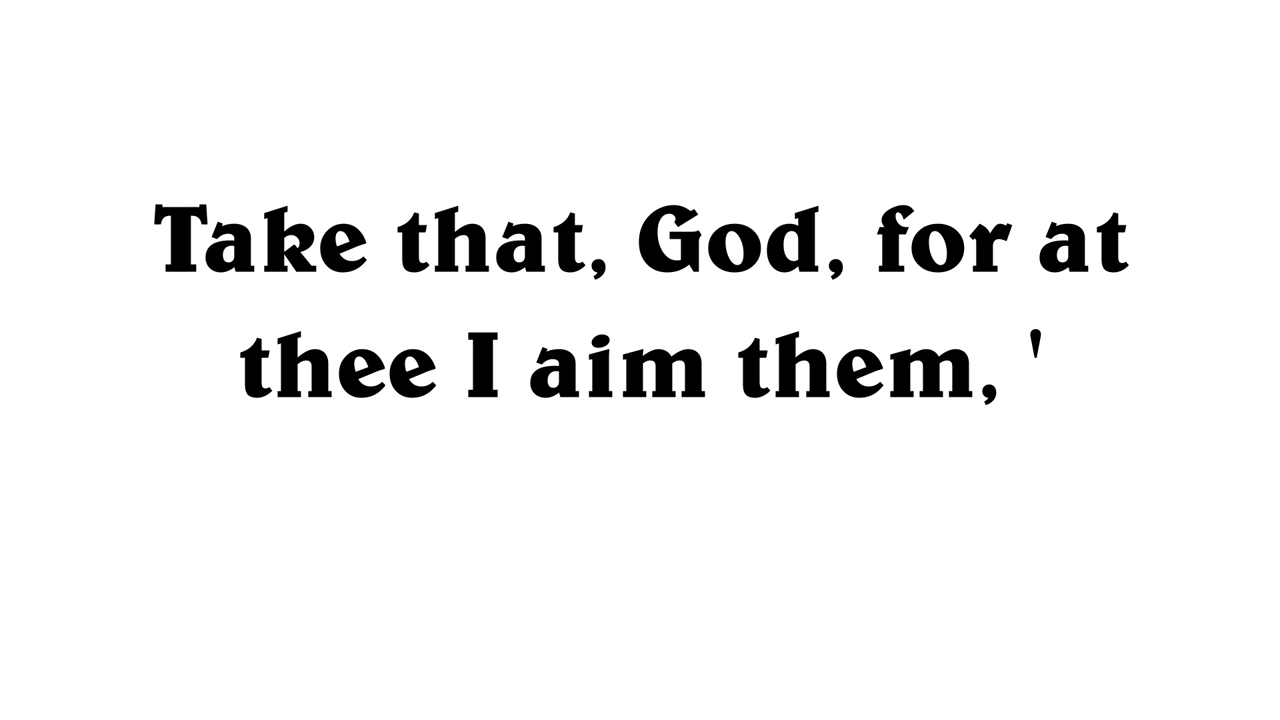 Take that, God, for at
thee I aim them, '